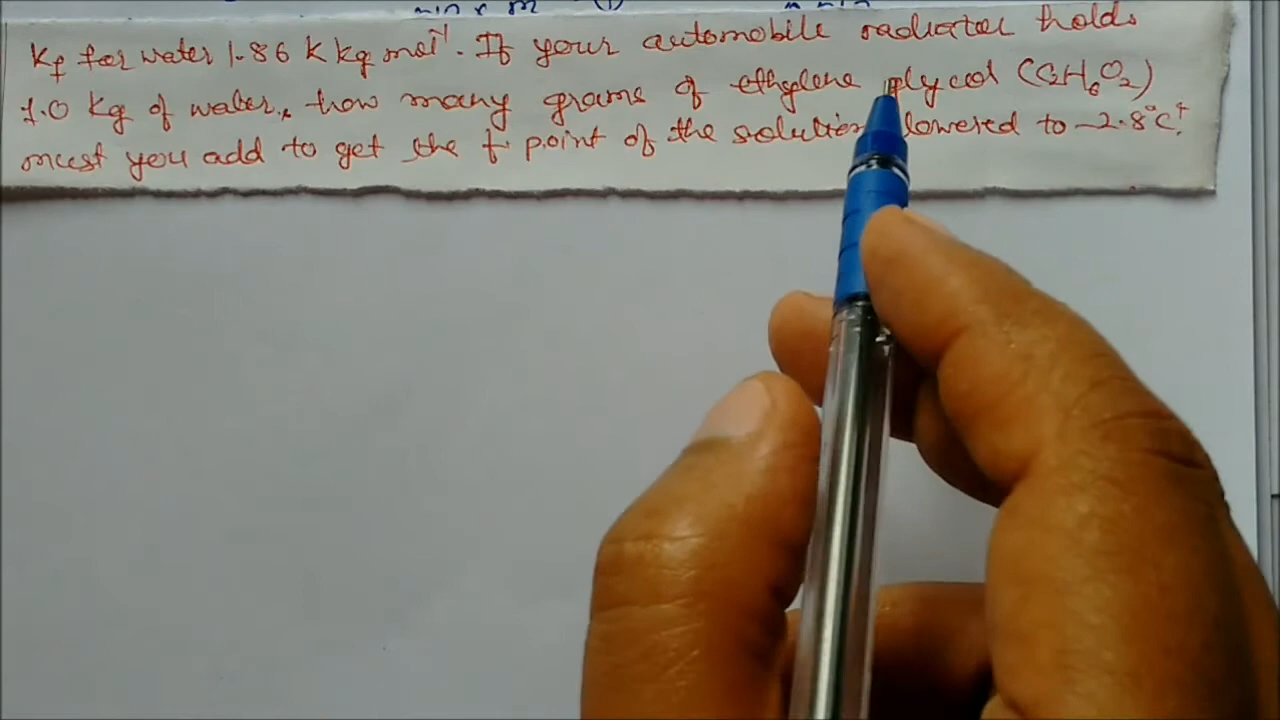 Kf for water 1.86 K kg mol⁻¹. If your automobile radiator holds
1.0 kg of water, how many grams of ethylene glycol (C2H6O2)
must you add to get the f. point of the solution lowered to -2.8°C.